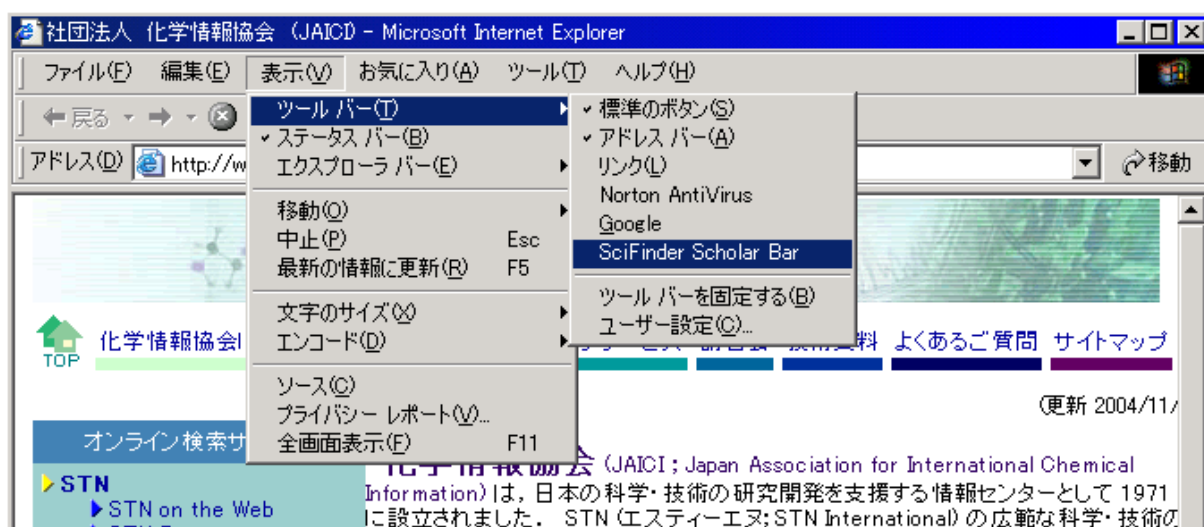 社団法人 化学情報協会 (JAICI) - Microsoft Internet Explorer
ファイル(F) 編集(E) 表示(V) お気に入り(A) ツール(T) ヘルプ(H)
戻る
アドレス(D) http://w
移動
ツール バー(T)
ステータス バー(B)
エクスプローラ バー(E)
移動(O)
中止(P) Esc
最新の情報に更新(R) F5
文字のサイズ(X)
エンコード(D)
ソース(C)
プライバシー レポート(V)...
全画面表示(F) F11
標準のボタン(S)
アドレス バー(A)
リンク(L)
Norton AntiVirus
Google
SciFinder Scholar Bar
ツール バーを固定する(B)
ユーザー設定(C)...
TOP
化学情報協会 よくあるご質問 サイトマップ
(更新 2004/11/
オンライン検索サ
STN
STN on the Web
化学情報協会 (JAICI ; Japan Association for International Chemical
Information) は, 日本の科学・技術の研究開発を支援する情報センターとして 1971
に設立されました. STN (エスティーエヌ; STN International) の広範な科学・技術の